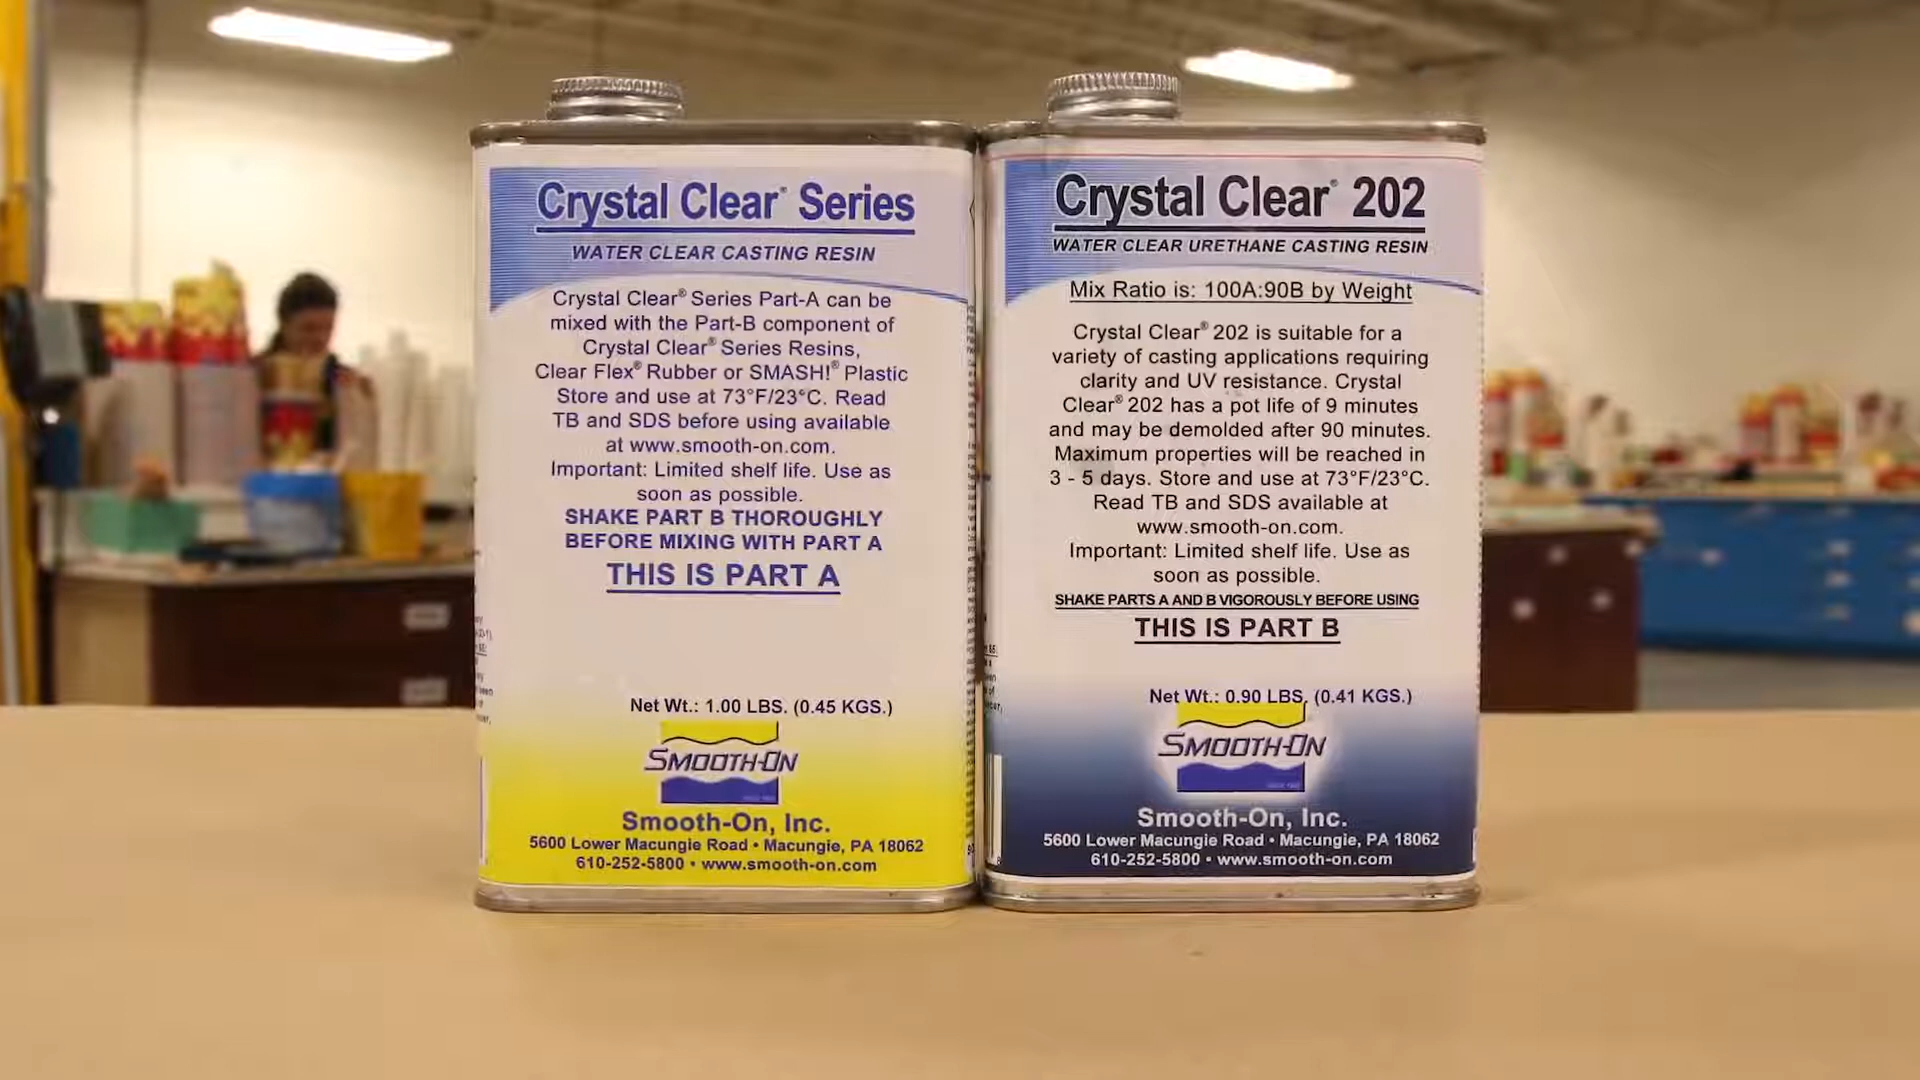 Crystal Clear® Series
WATER CLEAR CASTING RESIN
Crystal Clear® Series Part-A can be
mixed with the Part-B component of
Crystal Clear® Series Resins,
Clear Flex® Rubber or SMASH!® Plastic
Store and use at 73°F/23°C. Read
TB and SDS before using available
at www.smooth-on.com.
Important: Limited shelf life. Use as
soon as possible.
SHAKE PART B THOROUGHLY
BEFORE MIXING WITH PART A
THIS IS PART A
Net Wt.: 1.00 LBS. (0.45 KGS.)
SMOOTH-ON
Smooth-On, Inc.
5600 Lower Macungie Road • Macungie, PA 18062
610-252-5800 • www.smooth-on.com
Crystal Clear® 202
WATER CLEAR URETHANE CASTING RESIN
Mix Ratio is: 100A:90B by Weight
Crystal Clear® 202 is suitable for a
variety of casting applications requiring
clarity and UV resistance. Crystal
Clear® 202 has a pot life of 9 minutes
and may be demolded after 90 minutes.
Maximum properties will be reached in
3 - 5 days. Store and use at 73°F/23°C.
Read TB and SDS available at
www.smooth-on.com.
Important: Limited shelf life. Use as
soon as possible.
SHAKE PARTS A AND B VIGOROUSLY BEFORE USING
THIS IS PART B
Net Wt.: 0.90 LBS. (0.41 KGS.)
SMOOTH-ON
Smooth-On, Inc.
5600 Lower Macungie Road • Macungie, PA 18062
610-252-5800 • www.smooth-on.com